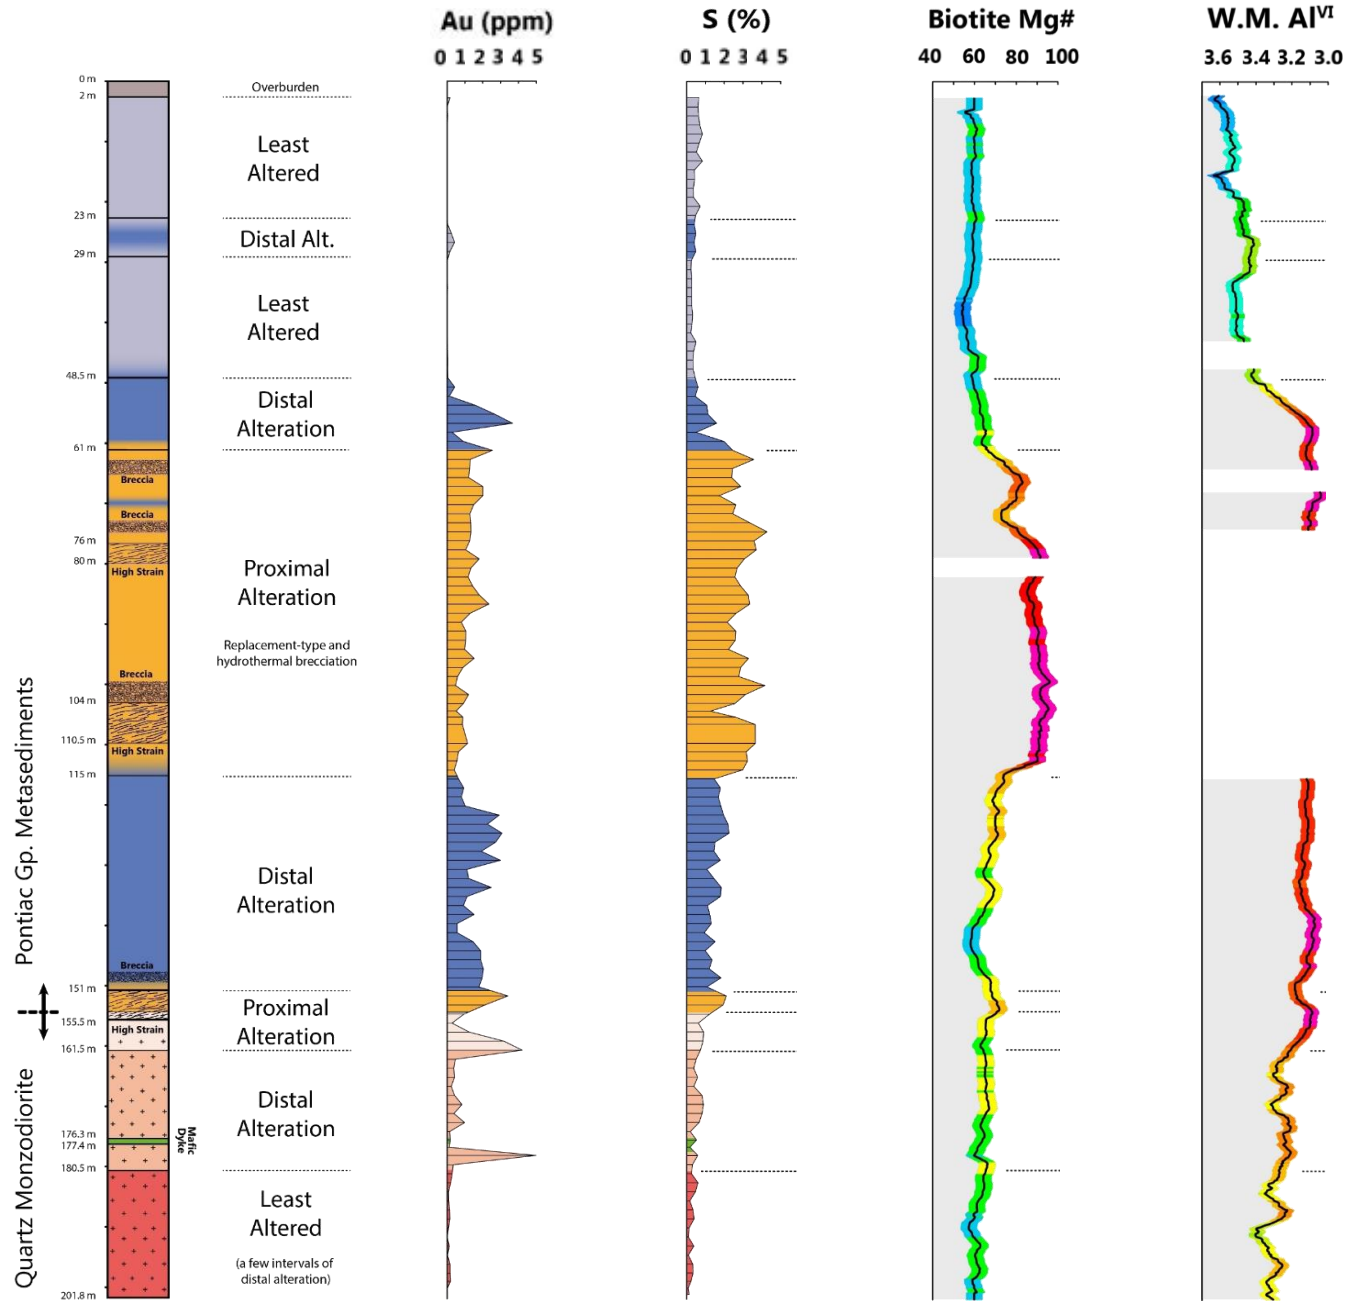 Au (ppm)
S (%)
Biotite Mg#
W.M. Al^VI
0 1 2 3 4 5
0 1 2 3 4 5
40 60 80 100
3.6 3.4 3.2 3.0
0 m
2 m
Overburden
Least
Altered
23 m
Distal Alt.
29 m
Least
Altered
48.5 m
Distal
Alteration
61 m
Breccia
Breccia
76 m
80 m
High Strain
Proximal
Alteration
Replacement-type and
hydrothermal brecciation
Breccia
104 m
110.5 m
High Strain
115 m
Distal
Alteration
Breccia
151 m
Proximal
Alteration
155.5 m
High Strain
161.5 m
Distal
Alteration
176.3 m
177.4 m
Mafic
Dyke
180.5 m
Least
Altered
(a few intervals of
distal alteration)
201.8 m
Pontiac Gp. Metasediments
Quartz Monzodiorite